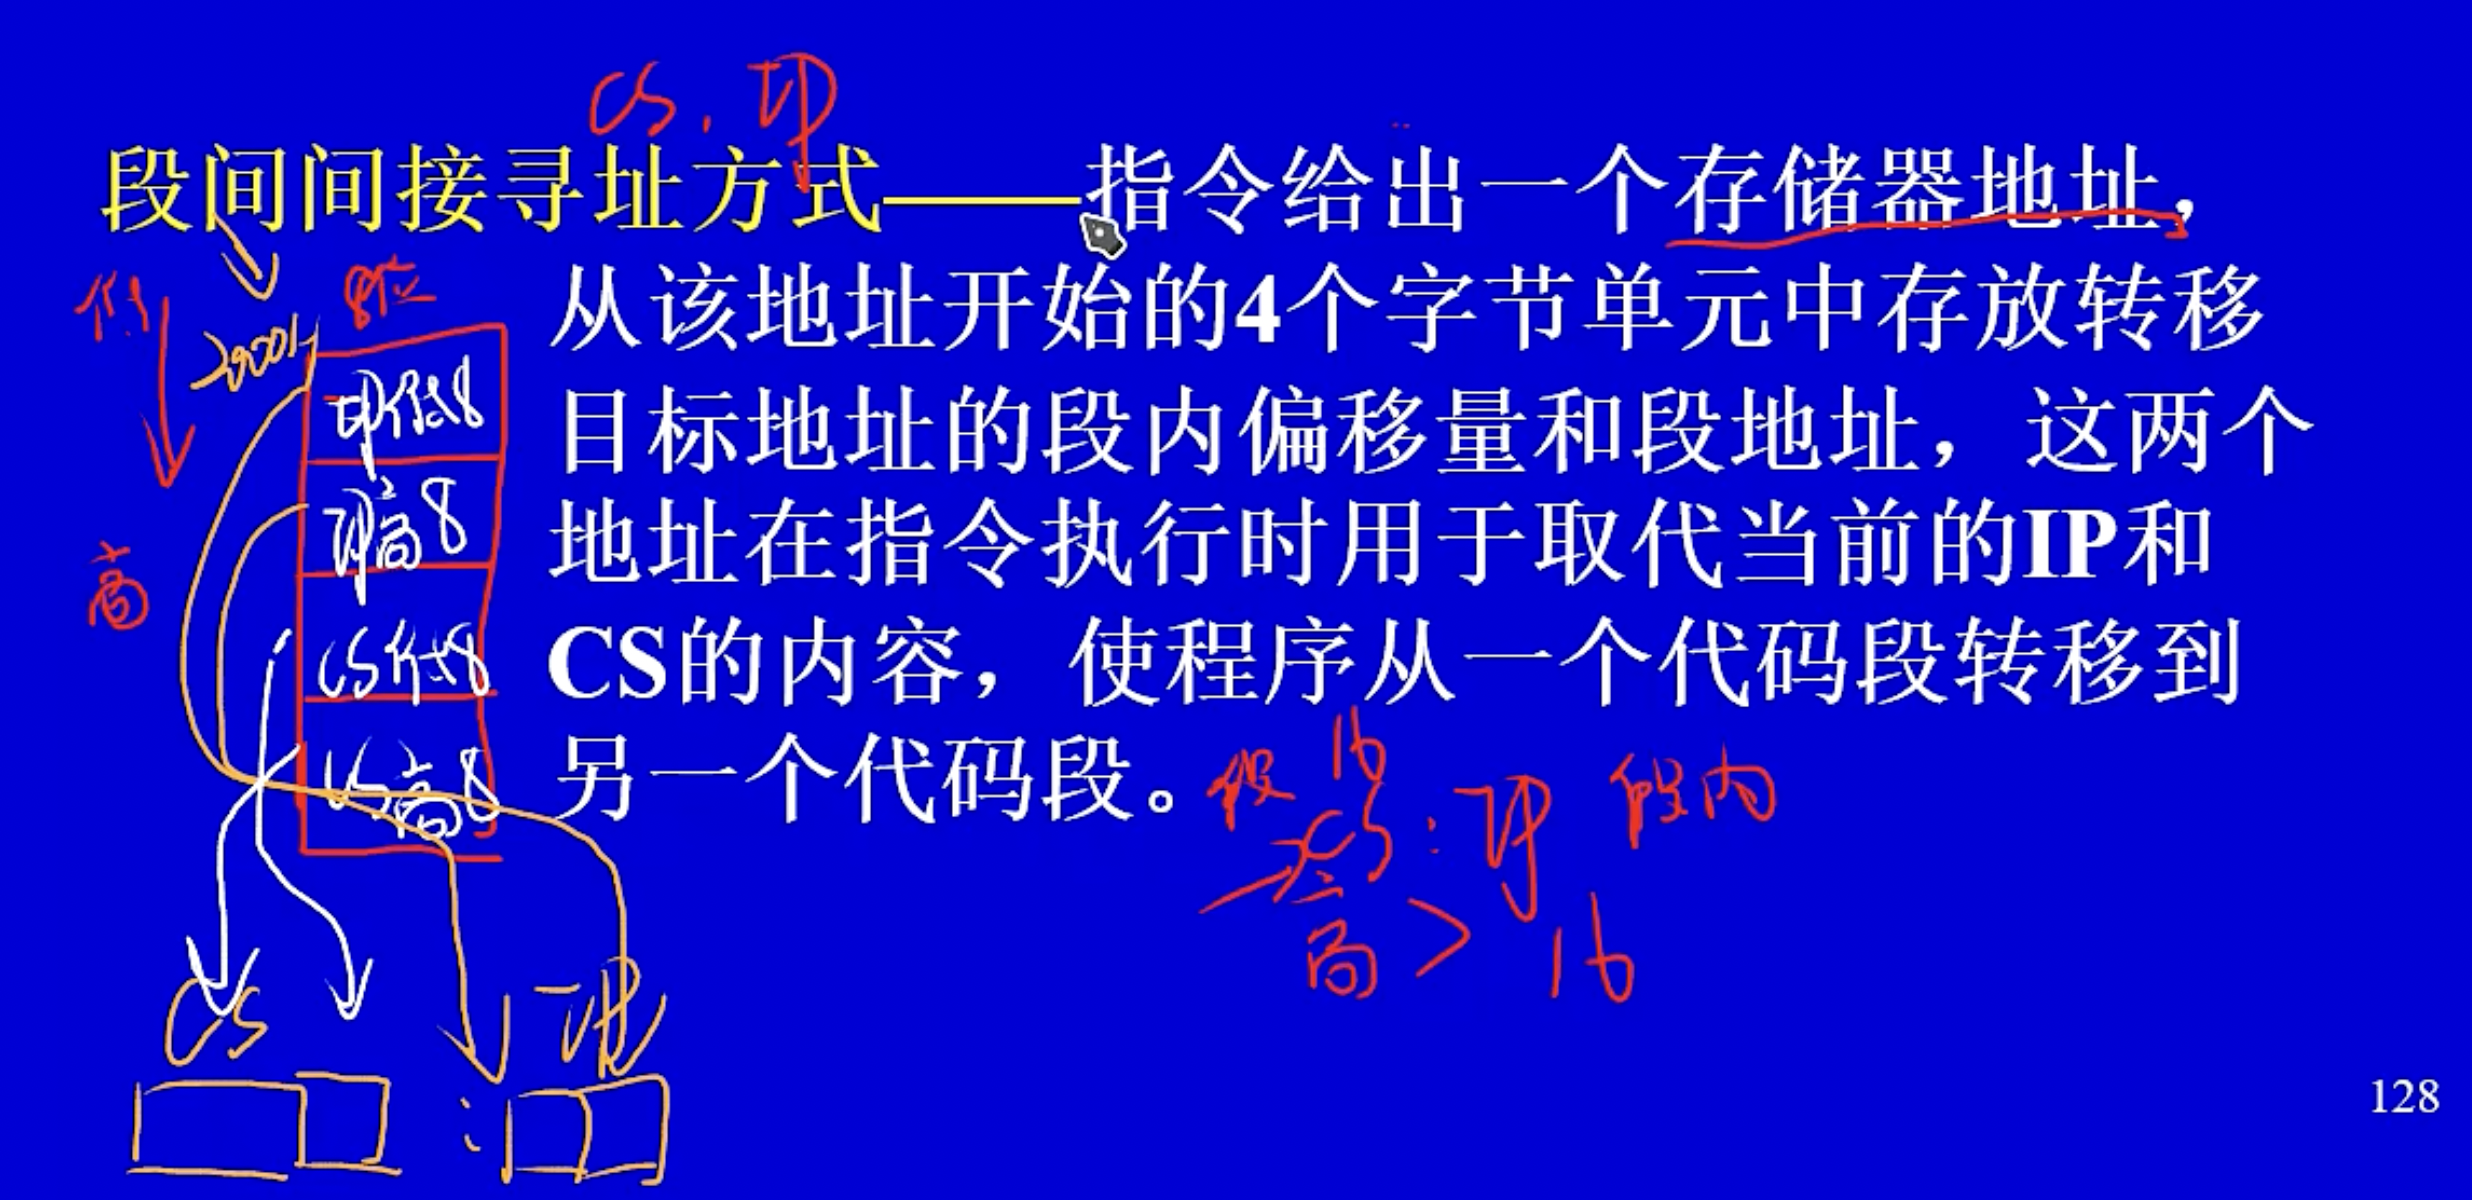 CS, IP
段间间接寻址方式——指令给出一个存储器地址，
从该地址开始的4个字节单元中存放转移
目标地址的段内偏移量和段地址，这两个
地址在指令执行时用于取代当前的IP和
CS的内容，使程序从一个代码段转移到
另一个代码段。
低
8位
2000H
IP低8
IP高8
高
CS低8
CS高8
段 16
CS : IP 段内
高 > 16
CS : IP
128